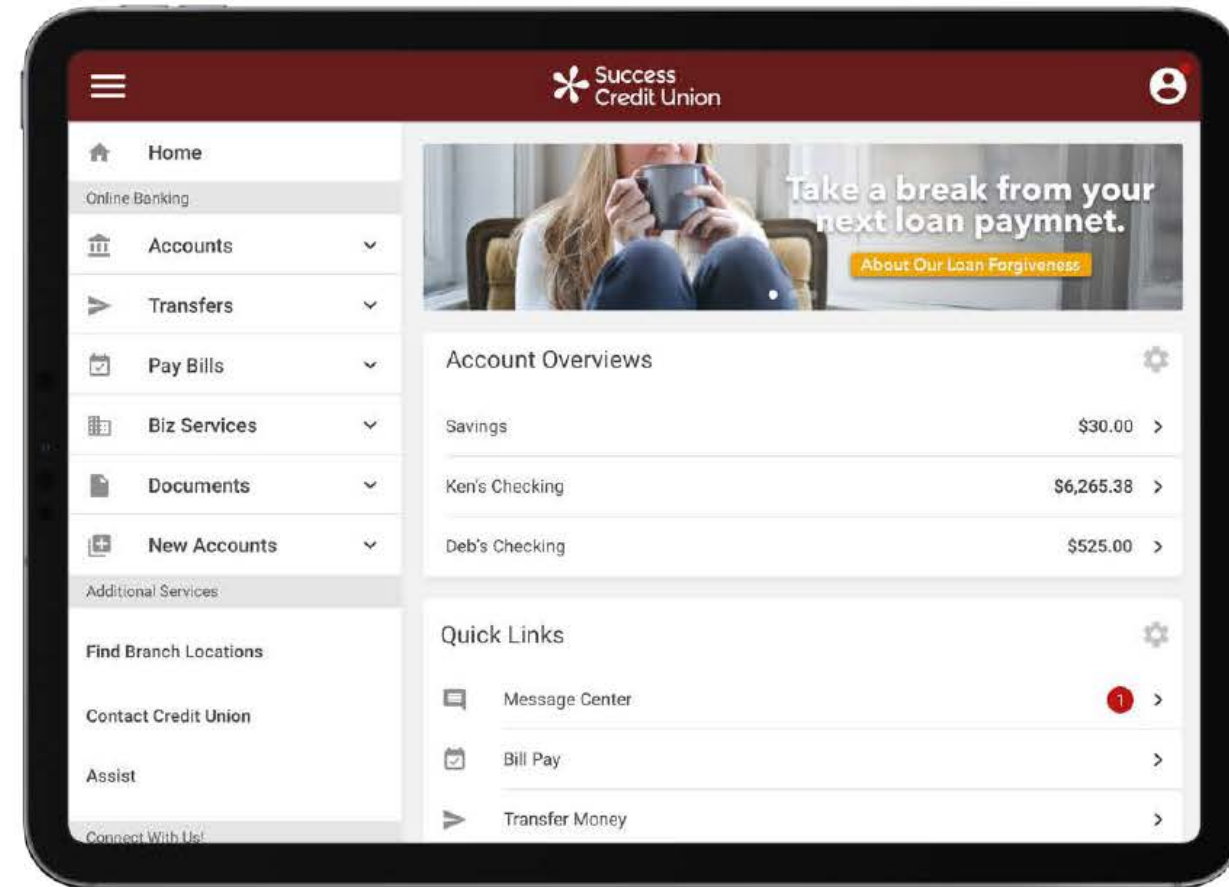 Success
Credit Union
Home
Online Banking
Accounts
Transfers
Pay Bills
Biz Services
Documents
New Accounts
Additional Services
Find Branch Locations
Contact Credit Union
Assist
Connect With Us!
Take a break from your
next loan paymnet.
About Our Loan Forgiveness
Account Overviews
Savings $30.00
Ken's Checking $6,265.38
Deb's Checking $525.00
Quick Links
Message Center 1
Bill Pay
Transfer Money